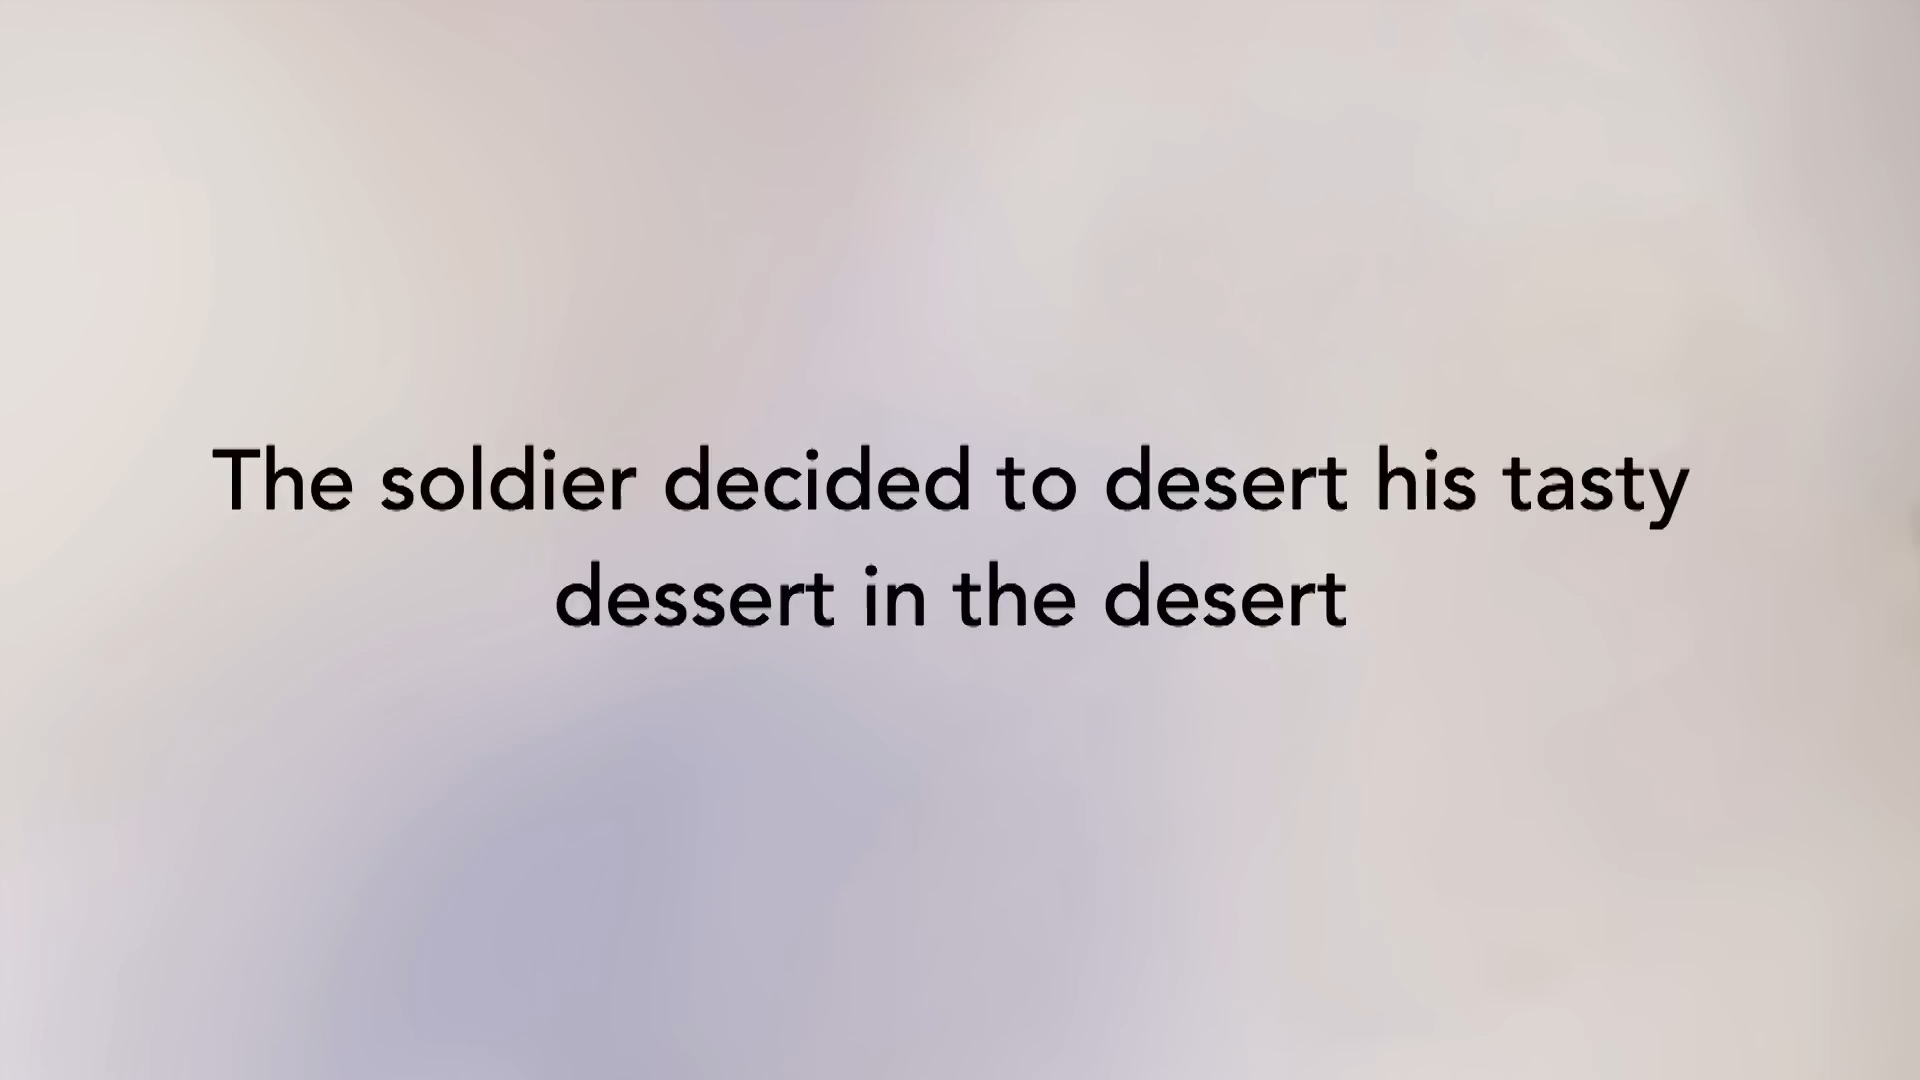 The soldier decided to desert his tasty
dessert in the desert